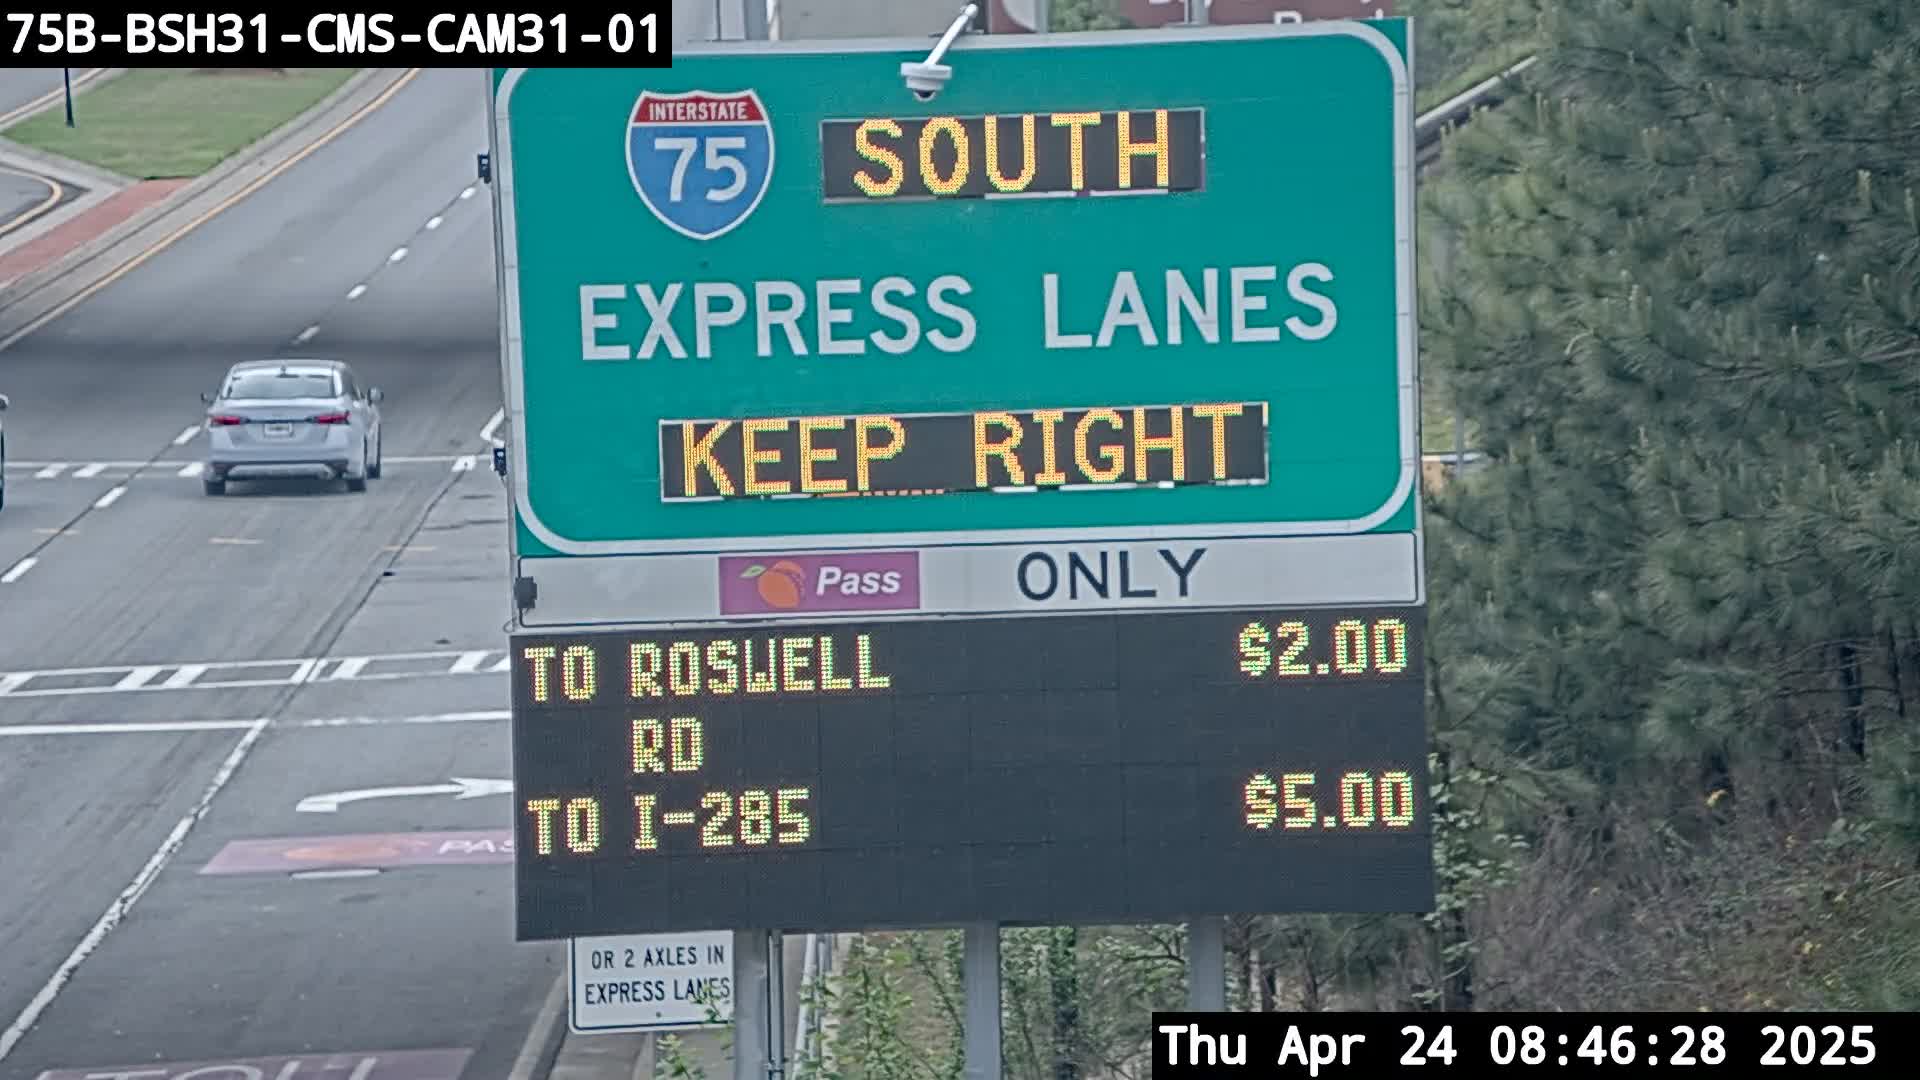 75B-BSH31-CMS-CAM31-01
INTERSTATE
75
SOUTH
EXPRESS LANES
KEEP RIGHT
Pass ONLY
TO ROSWELL $2.00
RD
TO I-285 $5.00
OR 2 AXLES IN
EXPRESS LANES
Thu Apr 24 08:46:28 2025